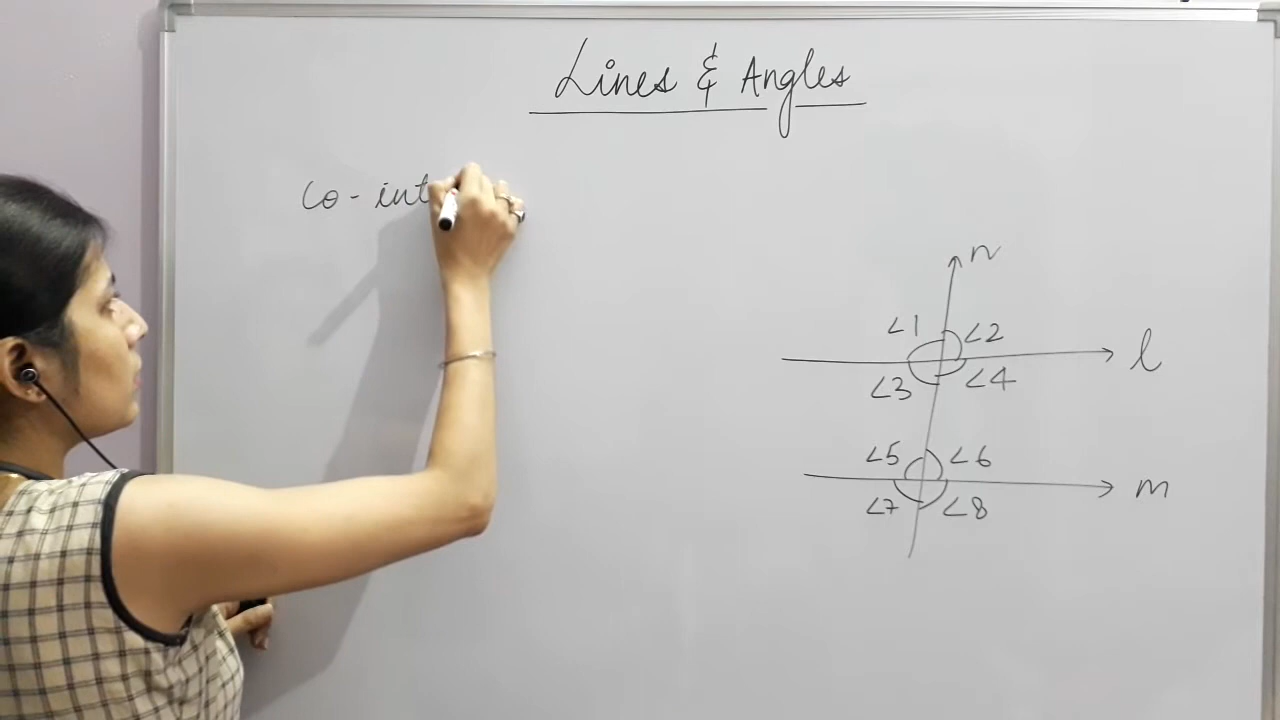 Lines & Angles
Co-int
n
∠1 ∠2
l
∠3 ∠4
∠5 ∠6
m
∠7 ∠8